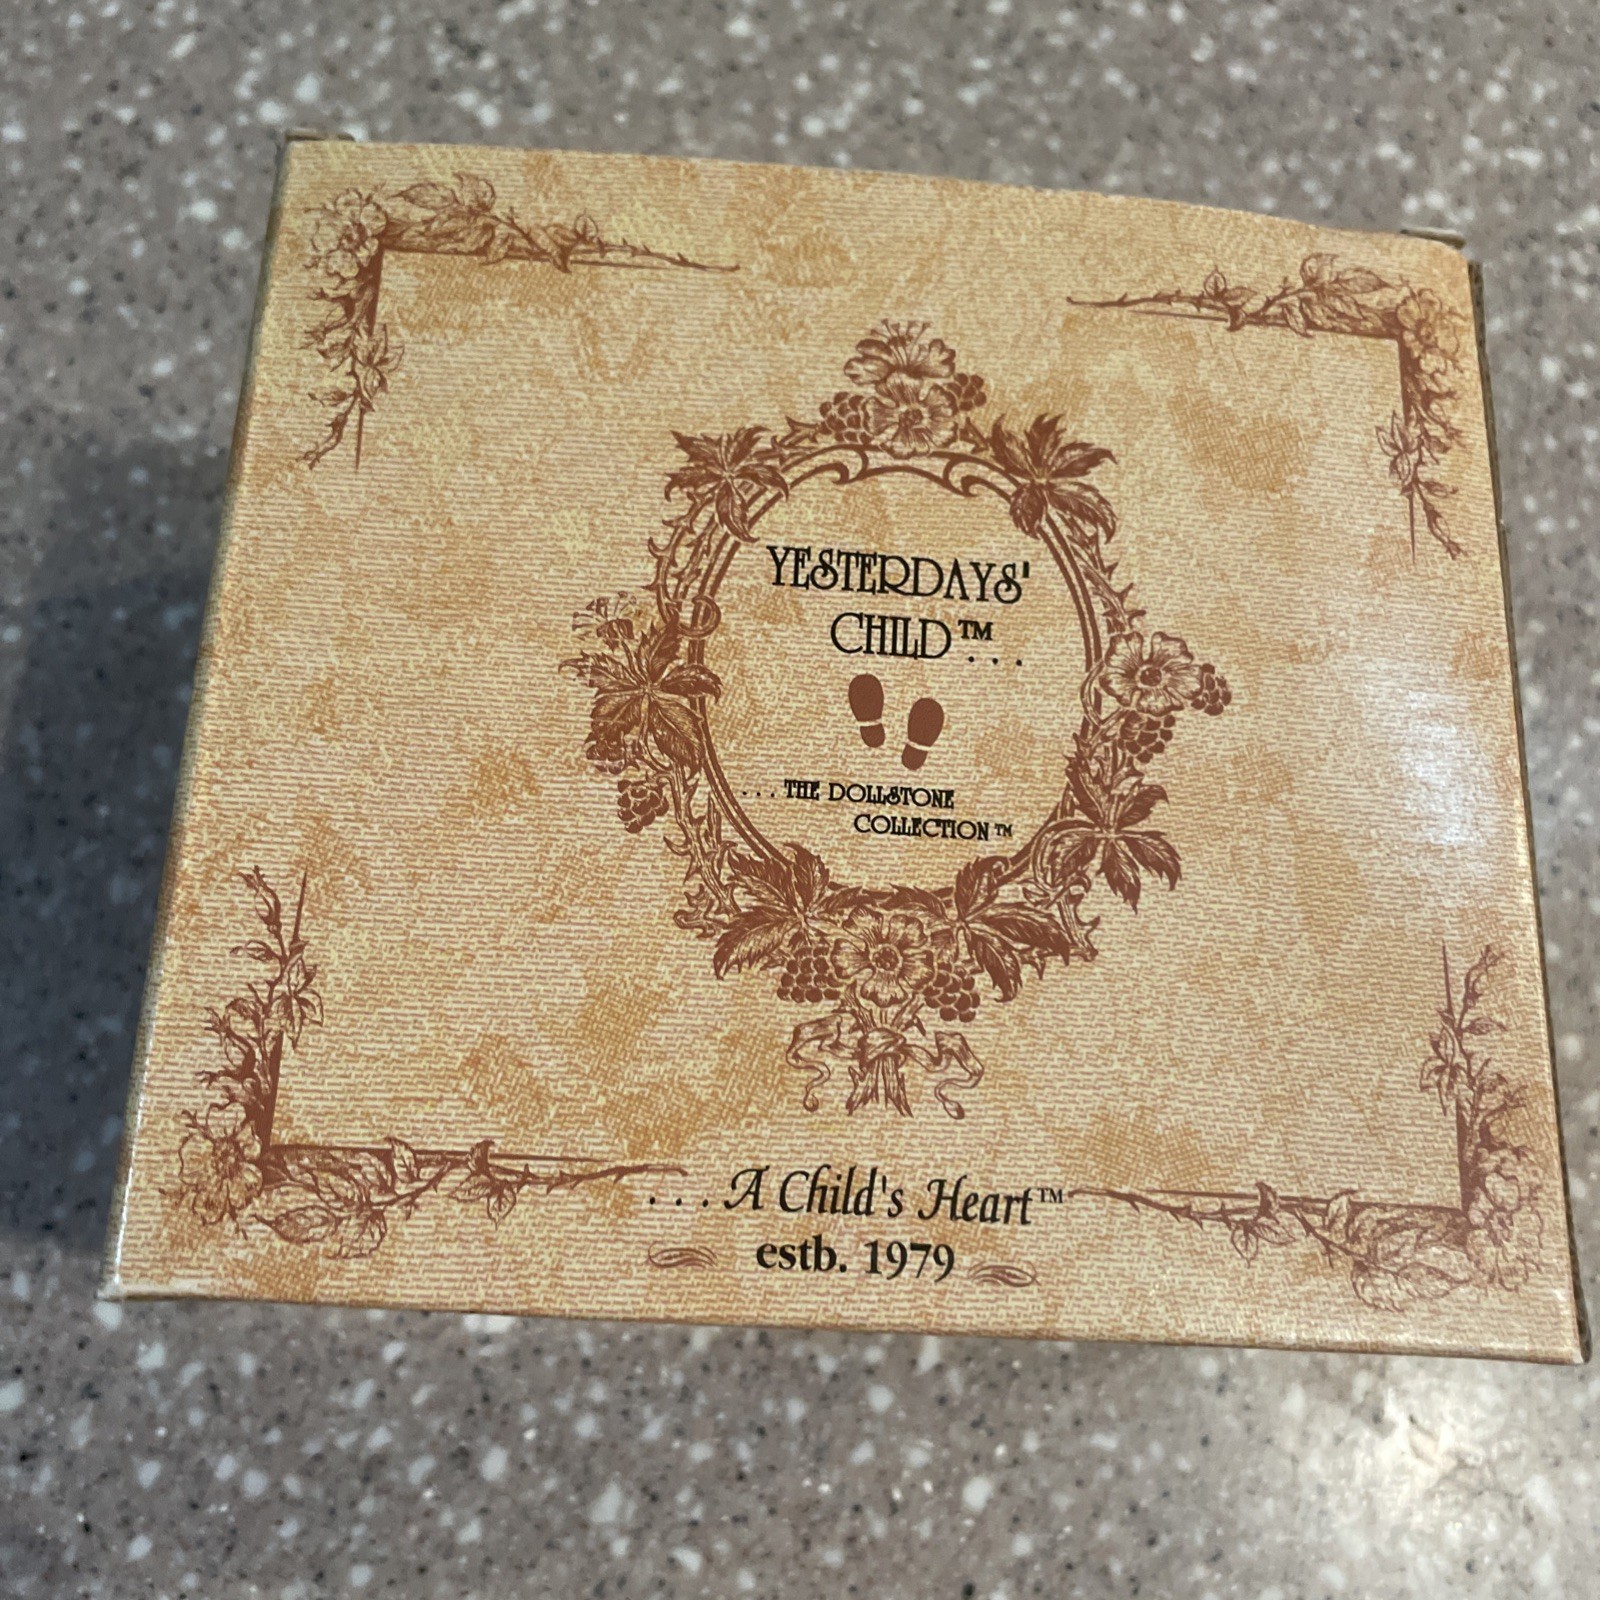 YESTERDAYS'
CHILD™...
...THE DOLLSTONE
COLLECTION™
...A Child's Heart™
estb. 1979